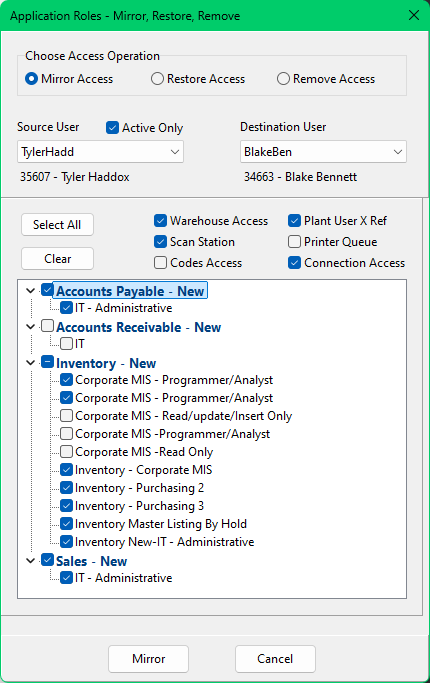 Application Roles - Mirror, Restore, Remove
Choose Access Operation
Mirror Access Restore Access Remove Access
Source User Active Only Destination User
TylerHadd BlakeBen
35607 - Tyler Haddox 34663 - Blake Bennett
Select All Warehouse Access Plant User X Ref
Scan Station Printer Queue
Clear Codes Access Connection Access
Accounts Payable - New
IT - Administrative
Accounts Receivable - New
IT
Inventory - New
Corporate MIS - Programmer/Analyst
Corporate MIS - Programmer/Analyst
Corporate MIS - Read/update/Insert Only
Corporate MIS -Programmer/Analyst
Corporate MIS -Read Only
Inventory - Corporate MIS
Inventory - Purchasing 2
Inventory - Purchasing 3
Inventory Master Listing By Hold
Inventory New-IT - Administrative
Sales - New
IT - Administrative
Mirror Cancel